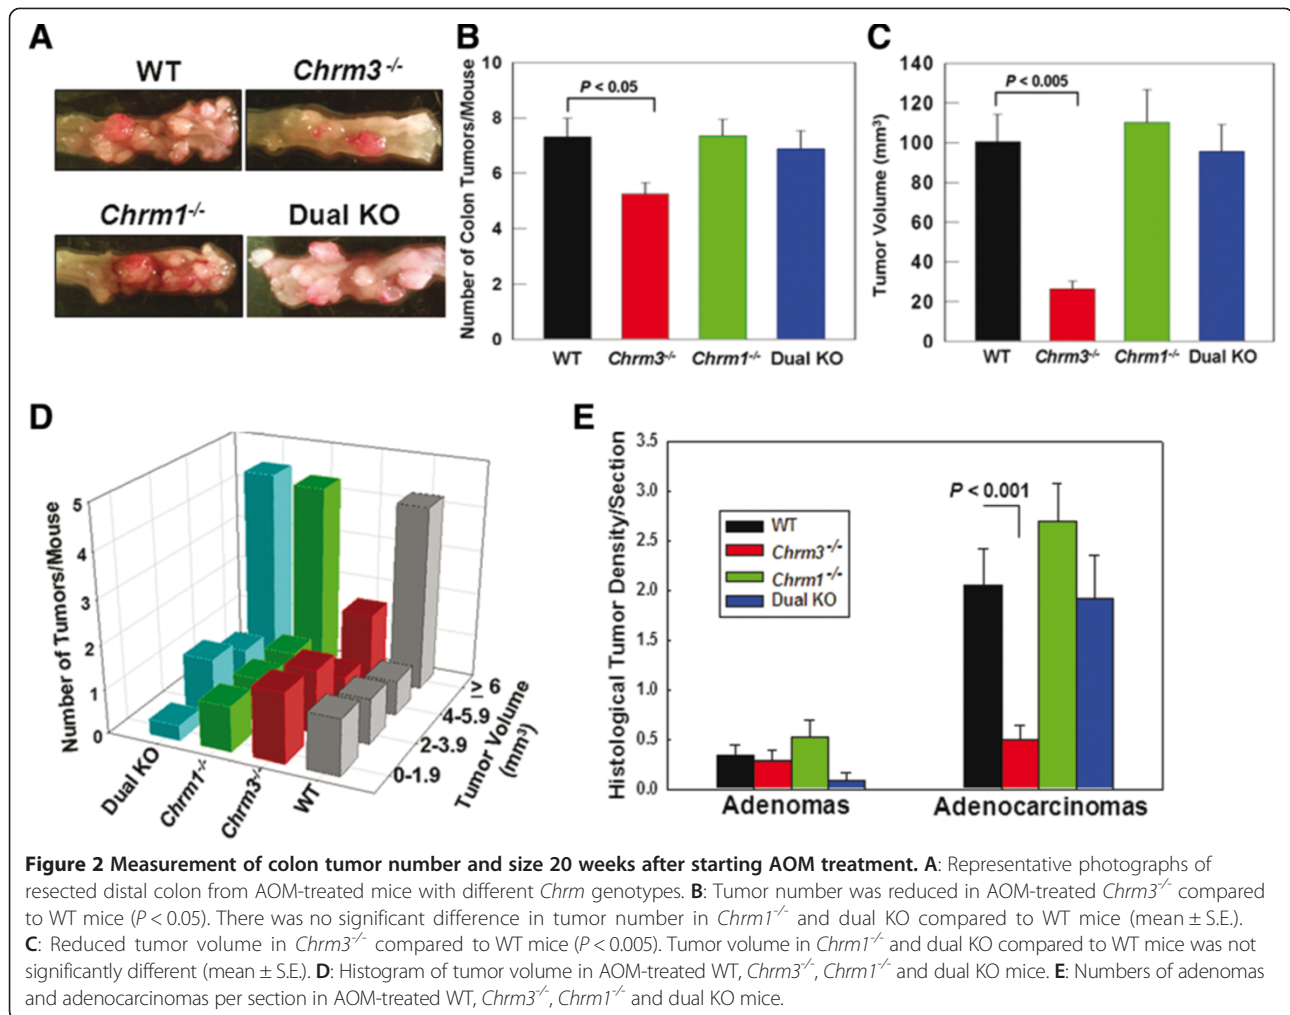 A
WT
Chrm3-/-
Chrm1-/-
Dual KO
B
Number of Colon Tumors/Mouse
10
8
6
4
2
0
P < 0.05
WT Chrm3-/- Chrm1-/- Dual KO
C
Tumor Volume (mm³)
140
120
100
80
60
40
20
0
P < 0.005
WT Chrm3-/- Chrm1-/- Dual KO
D
Number of Tumors/Mouse
5
4
3
2
1
0
Dual KO
Chrm1-/-
Chrm3-/-
WT
≥ 6
4-5.9
2-3.9
0-1.9
Tumor Volume
(mm³)
E
Histological Tumor Density/Section
3.5
3.0
2.5
2.0
1.5
1.0
0.5
0.0
WT
Chrm3-/-
Chrm1-/-
Dual KO
P < 0.001
Adenomas
Adenocarcinomas
Figure 2 Measurement of colon tumor number and size 20 weeks after starting AOM treatment. A: Representative photographs of
resected distal colon from AOM-treated mice with different Chrm genotypes. B: Tumor number was reduced in AOM-treated Chrm3-/- compared
to WT mice (P < 0.05). There was no significant difference in tumor number in Chrm1-/- and dual KO compared to WT mice (mean ± S.E.).
C: Reduced tumor volume in Chrm3-/- compared to WT mice (P < 0.005). Tumor volume in Chrm1-/- and dual KO compared to WT mice was not
significantly different (mean ± S.E.). D: Histogram of tumor volume in AOM-treated WT, Chrm3-/-, Chrm1-/- and dual KO mice. E: Numbers of adenomas
and adenocarcinomas per section in AOM-treated WT, Chrm3-/-, Chrm1-/- and dual KO mice.